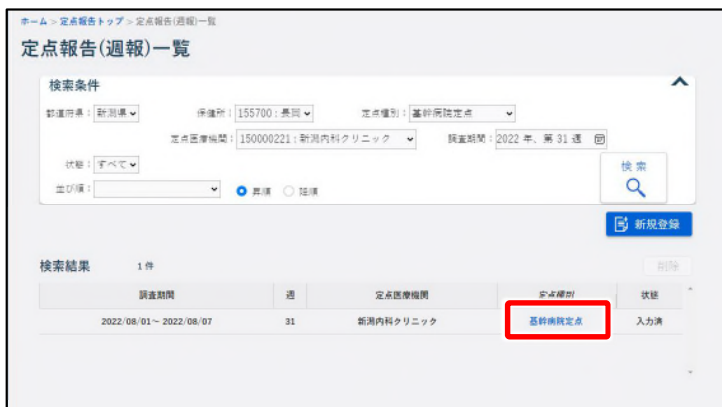 ホーム > 定点報告トップ > 定点報告(週報)一覧
定点報告(週報)一覧
検索条件
都道府県： 新潟県 保健所： 155700：長岡 定点種別： 基幹病院定点
定点医療機関： 150000221：新潟内科クリニック 調査期間： 2022 年、第 31 週
状態： すべて
並び順： 昇順 降順
検索
新規登録
検索結果 1 件
削除
調査期間 週 定点医療機関 定点種別 状態
2022/08/01～ 2022/08/07 31 新潟内科クリニック 基幹病院定点 入力済